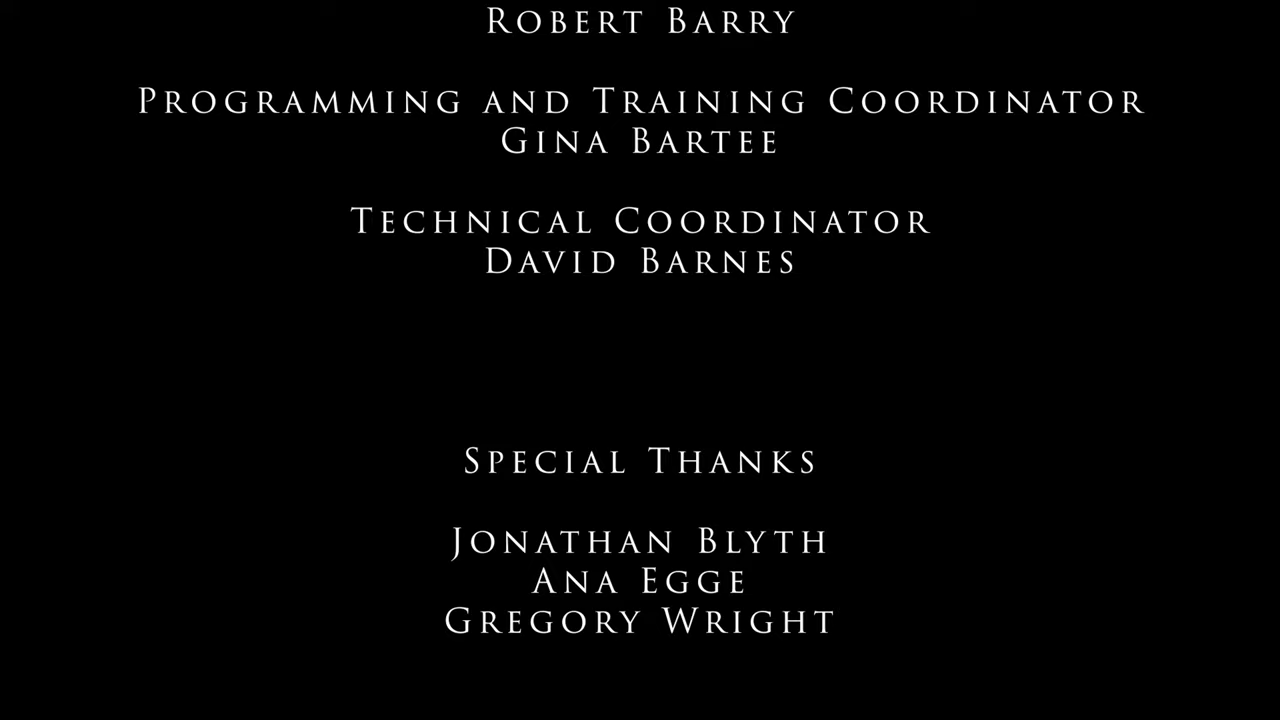 Robert Barry
Programming and Training Coordinator
Gina Bartee
Technical Coordinator
David Barnes
Special Thanks
Jonathan Blyth
Ana Egge
Gregory Wright